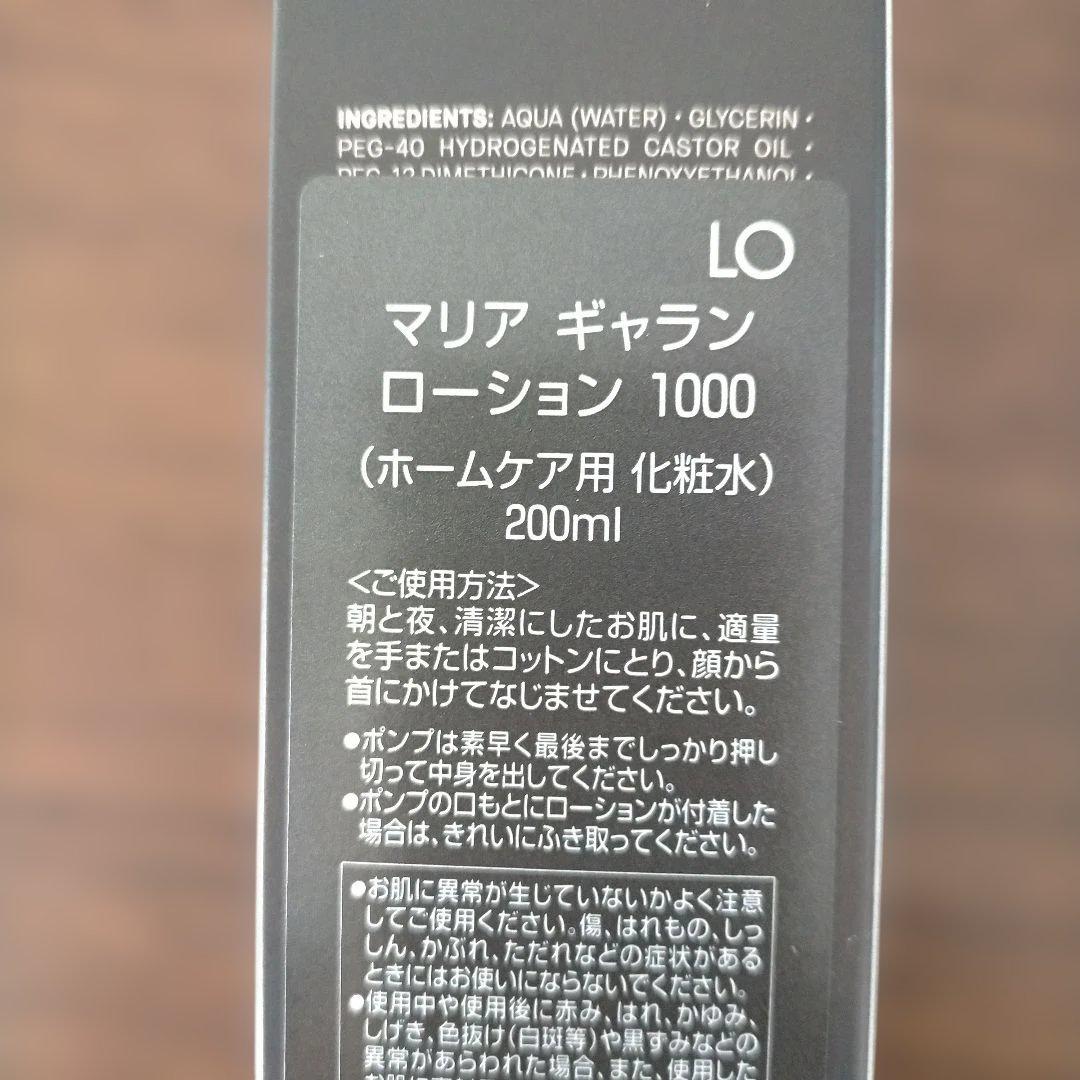 INGREDIENTS: AQUA (WATER) · GLYCERIN ·
PEG-40 HYDROGENATED CASTOR OIL ·
PEG-12 DIMETHICONE · PHENOXYETHANOL ·
LO
マリア ギャラン
ローション 1000
(ホームケア用 化粧水)
200ml
<ご使用方法>
朝と夜、清潔にしたお肌に、適量
を手またはコットンにとり、顔から
首にかけてなじませてください。
●ポンプは素早く最後までしっかり押し
切って中身を出してください。
●ポンプの口もとにローションが付着した
場合は、きれいにふき取ってください。
●お肌に異常が生じていないかよく注意
してご使用ください。傷、はれもの、しっ
しん、かぶれ、ただれなどの症状がある
ときにはお使いにならないでください。
●使用中や使用後に赤み、はれ、かゆみ、
しげき、色抜け(白斑等)や黒ずみなどの
異常があらわれた場合、また、使用した